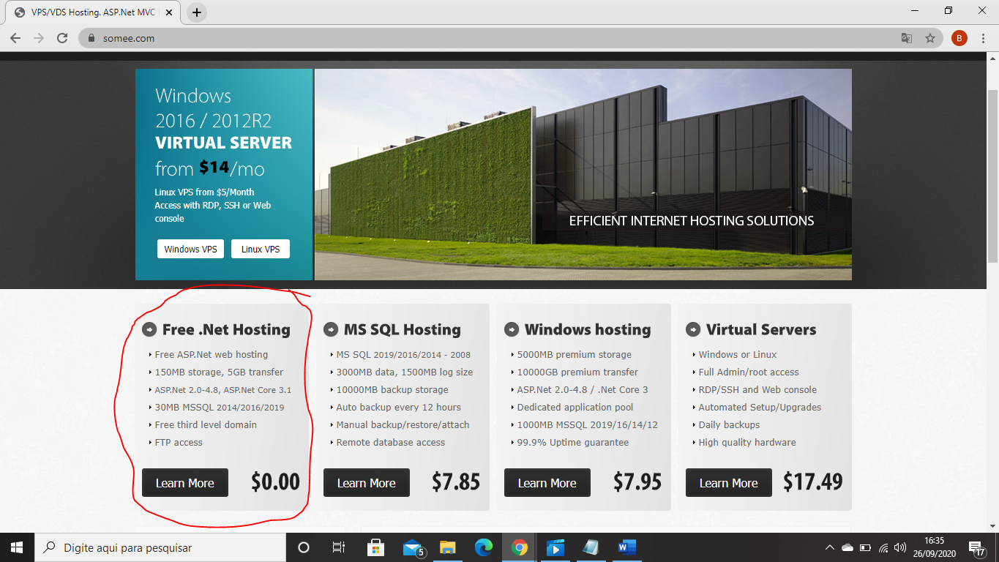 VPS/VDS Hosting. ASP.Net MVC
somee.com
B
Windows
2016 / 2012R2
VIRTUAL SERVER
from $14/mo
Linux VPS from $5/Month
Access with RDP, SSH or Web
console
Windows VPS
Linux VPS
EFFICIENT INTERNET HOSTING SOLUTIONS
Free .Net Hosting
Free ASP.Net web hosting
150MB storage, 5GB transfer
ASP.Net 2.0-4.8, ASP.Net Core 3.1
30MB MSSQL 2014/2016/2019
Free third level domain
FTP access
Learn More
$0.00
MS SQL Hosting
MS SQL 2019/2016/2014 - 2008
3000MB data, 1500MB log size
10000MB backup storage
Auto backup every 12 hours
Manual backup/restore/attach
Remote database access
Learn More
$7.85
Windows hosting
5000MB premium storage
10000GB premium transfer
ASP.Net 2.0-4.8 / .Net Core 3
Dedicated application pool
1000MB MSSQL 2019/16/14/12
99.9% Uptime guarantee
Learn More
$7.95
Virtual Servers
Windows or Linux
Full Admin/root access
RDP/SSH and Web console
Automated Setup/Upgrades
Daily backups
High quality hardware
Learn More
$17.49
Digite aqui para pesquisar
5
W
16:35
26/09/2020
17